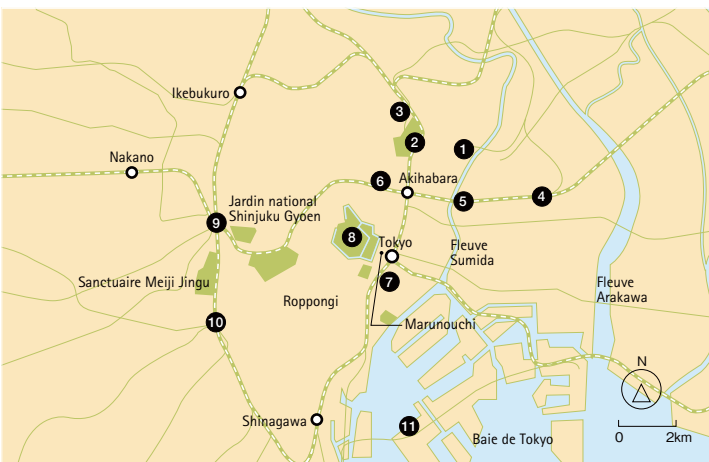 Ikebukuro
3
2
1
Nakano
6
Akihabara
4
5
Jardin national
Shinjuku Gyoen
9
8
Tokyo
Fleuve
Sumida
Sanctuaire Meiji Jingu
7
Fleuve
Arakawa
Roppongi
10
Marunouchi
N
Shinagawa
11
Baie de Tokyo
0 2km